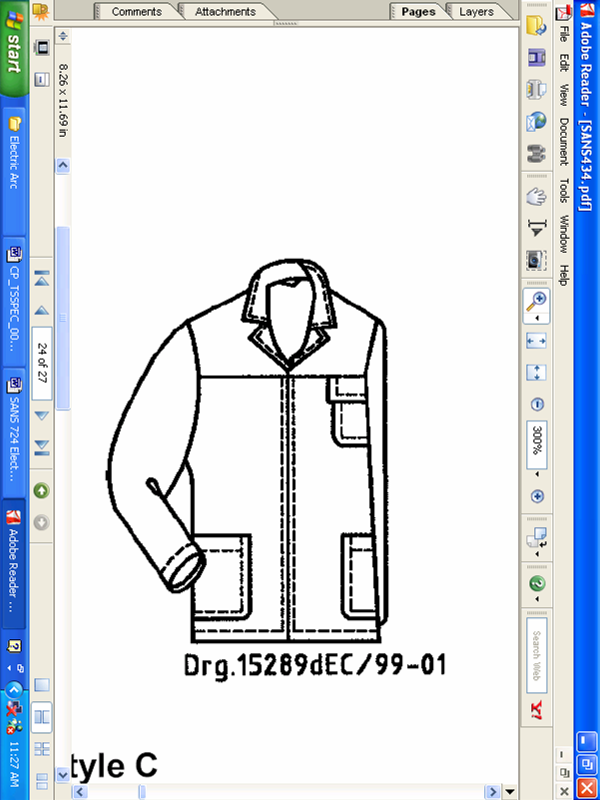 Adobe Reader - [SANS434.pdf]
File Edit View Document Tools Window Help
300%
Search Web
Y!
Pages
Layers
Comments
Attachments
Drg.15289dEC/99-01
tyle C
8.26 x 11.69 in
24 of 27
start
Electric Arc
CP_TSSPEC_00...
SANS 724 Elect...
Adobe Reader ...
11:27 AM